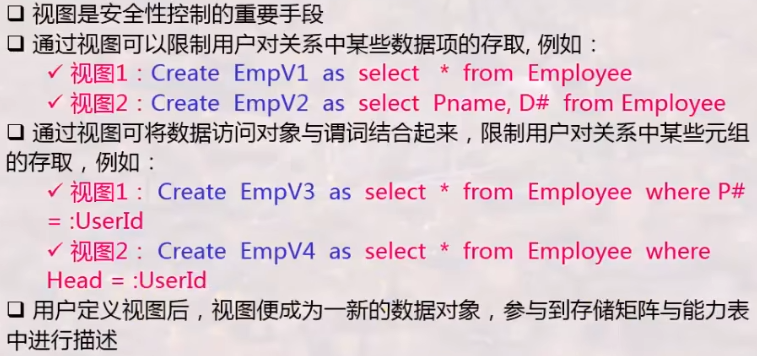 ❑ 视图是安全性控制的重要手段
❑ 通过视图可以限制用户对关系中某些数据项的存取, 例如：
✓ 视图1：Create EmpV1 as select * from Employee
✓ 视图2：Create EmpV2 as select Pname, D# from Employee
❑ 通过视图可将数据访问对象与谓词结合起来，限制用户对关系中某些元组
的存取，例如：
✓ 视图1： Create EmpV3 as select * from Employee where P#
= :UserId
✓ 视图2： Create EmpV4 as select * from Employee where
Head = :UserId
❑ 用户定义视图后，视图便成为一新的数据对象，参与到存储矩阵与能力表
中进行描述